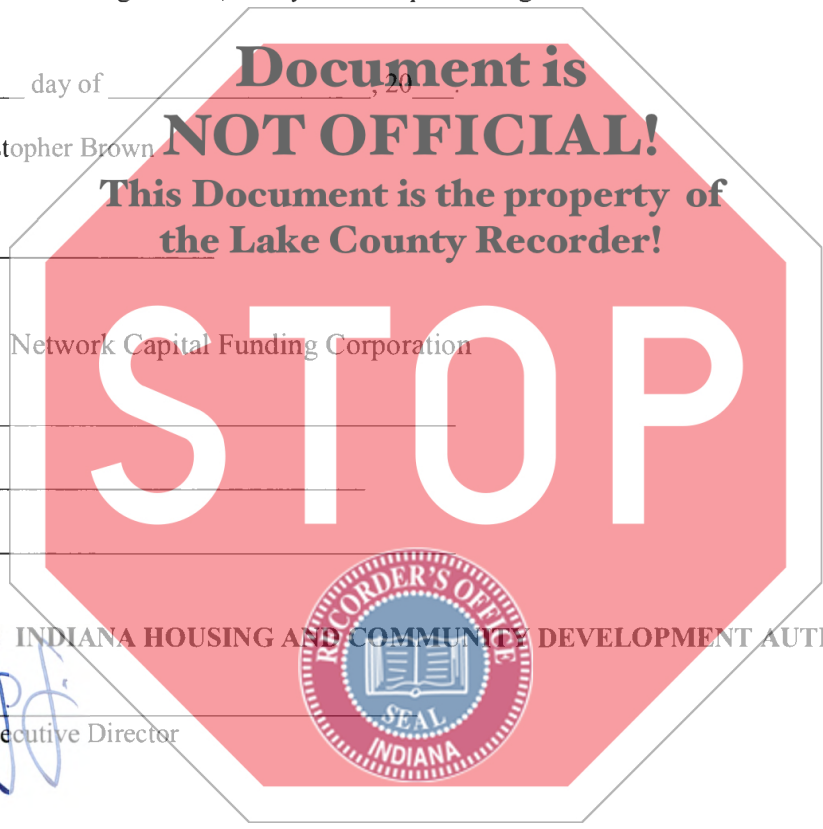 Document is
day of , 20 .
topher Brown NOT OFFICIAL!
This Document is the property of
the Lake County Recorder!
Network Capital Funding Corporation
STOP
RECORDER'S OFFICE
SEAL
INDIANA
INDIANA HOUSING AND COMMUNITY DEVELOPMENT AUT
ecutive Director